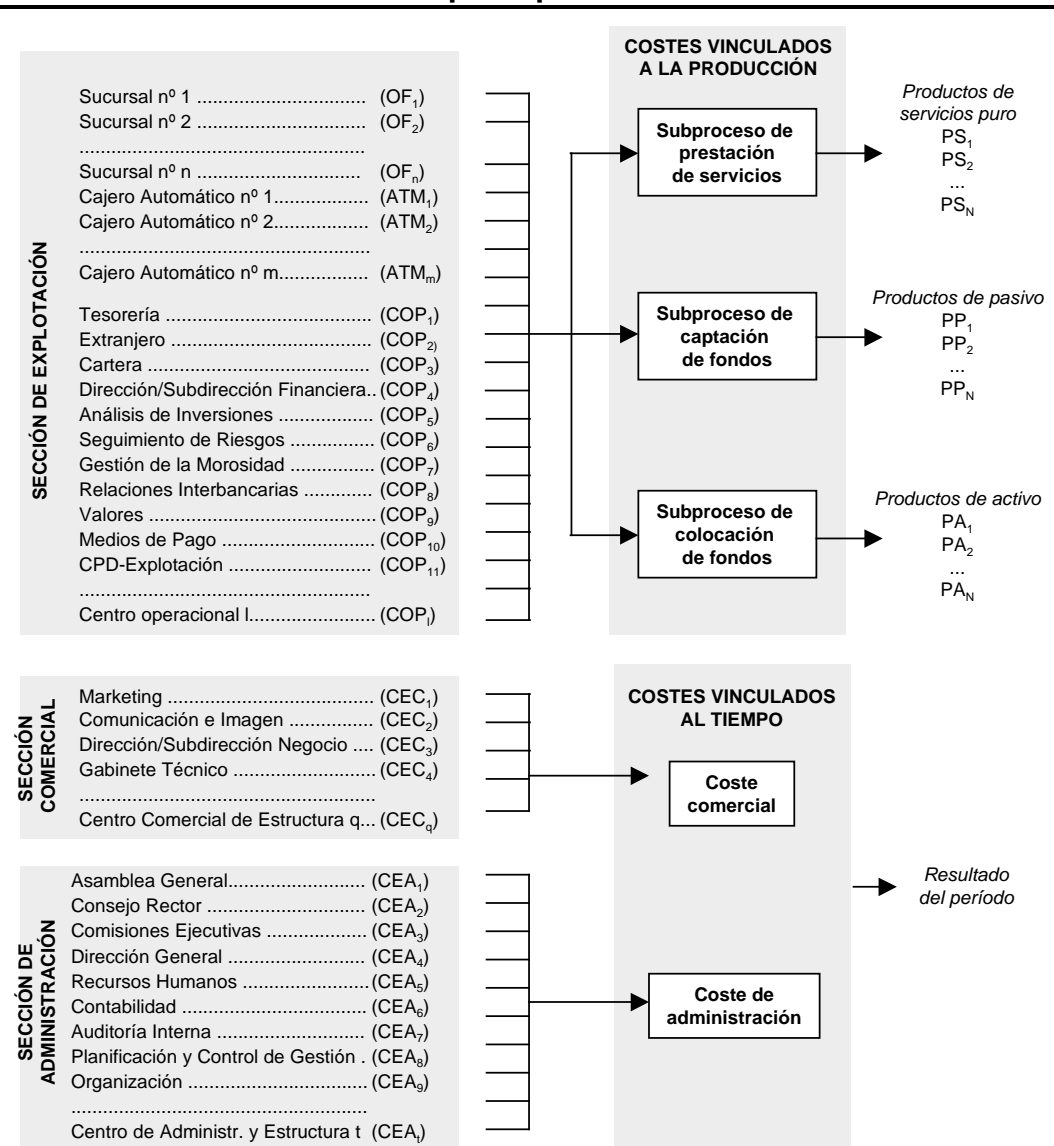 SECCIÓN DE EXPLOTACIÓN
Sucursal nº 1 ................................ (OF1)
Sucursal nº 2 ................................ (OF2)
......................................................
Sucursal nº n ............................... (OFn)
Cajero Automático nº 1.................. (ATM1)
Cajero Automático nº 2.................. (ATM2)
.......................................................
Cajero Automático nº m................. (ATMm)
Tesorería ....................................... (COP1)
Extranjero ...................................... (COP2)
Cartera .......................................... (COP3)
Dirección/Subdirección Financiera.. (COP4)
Análisis de Inversiones .................. (COP5)
Seguimiento de Riesgos ................ (COP6)
Gestión de la Morosidad ................ (COP7)
Relaciones Interbancarias ............. (COP8)
Valores ........................................... (COP9)
Medios de Pago ............................. (COP10)
CPD-Explotación ........................... (COP11)
.......................................................
Centro operacional l........................ (COPl)
COSTES VINCULADOS
A LA PRODUCCIÓN
Subproceso de
prestación
de servicios
Subproceso de
captación
de fondos
Subproceso de
colocación
de fondos
Productos de
servicios puro
PS1
PS2
...
PSN
Productos de pasivo
PP1
PP2
...
PPN
Productos de activo
PA1
PA2
...
PAN
SECCIÓN
COMERCIAL
Marketing ....................................... (CEC1)
Comunicación e Imagen ................ (CEC2)
Dirección/Subdirección Negocio .... (CEC3)
Gabinete Técnico ........................... (CEC4)
........................................................
Centro Comercial de Estructura q... (CECq)
SECCIÓN DE
ADMINISTRACIÓN
Asamblea General.......................... (CEA1)
Consejo Rector .............................. (CEA2)
Comisiones Ejecutivas ................... (CEA3)
Dirección General .......................... (CEA4)
Recursos Humanos ........................ (CEA5)
Contabilidad ................................... (CEA6)
Auditoría Interna ............................ (CEA7)
Planificación y Control de Gestión . (CEA8)
Organización .................................. (CEA9)
........................................................
Centro de Administr. y Estructura t (CEAt)
COSTES VINCULADOS
AL TIEMPO
Coste
comercial
Coste de
administración
Resultado
del período